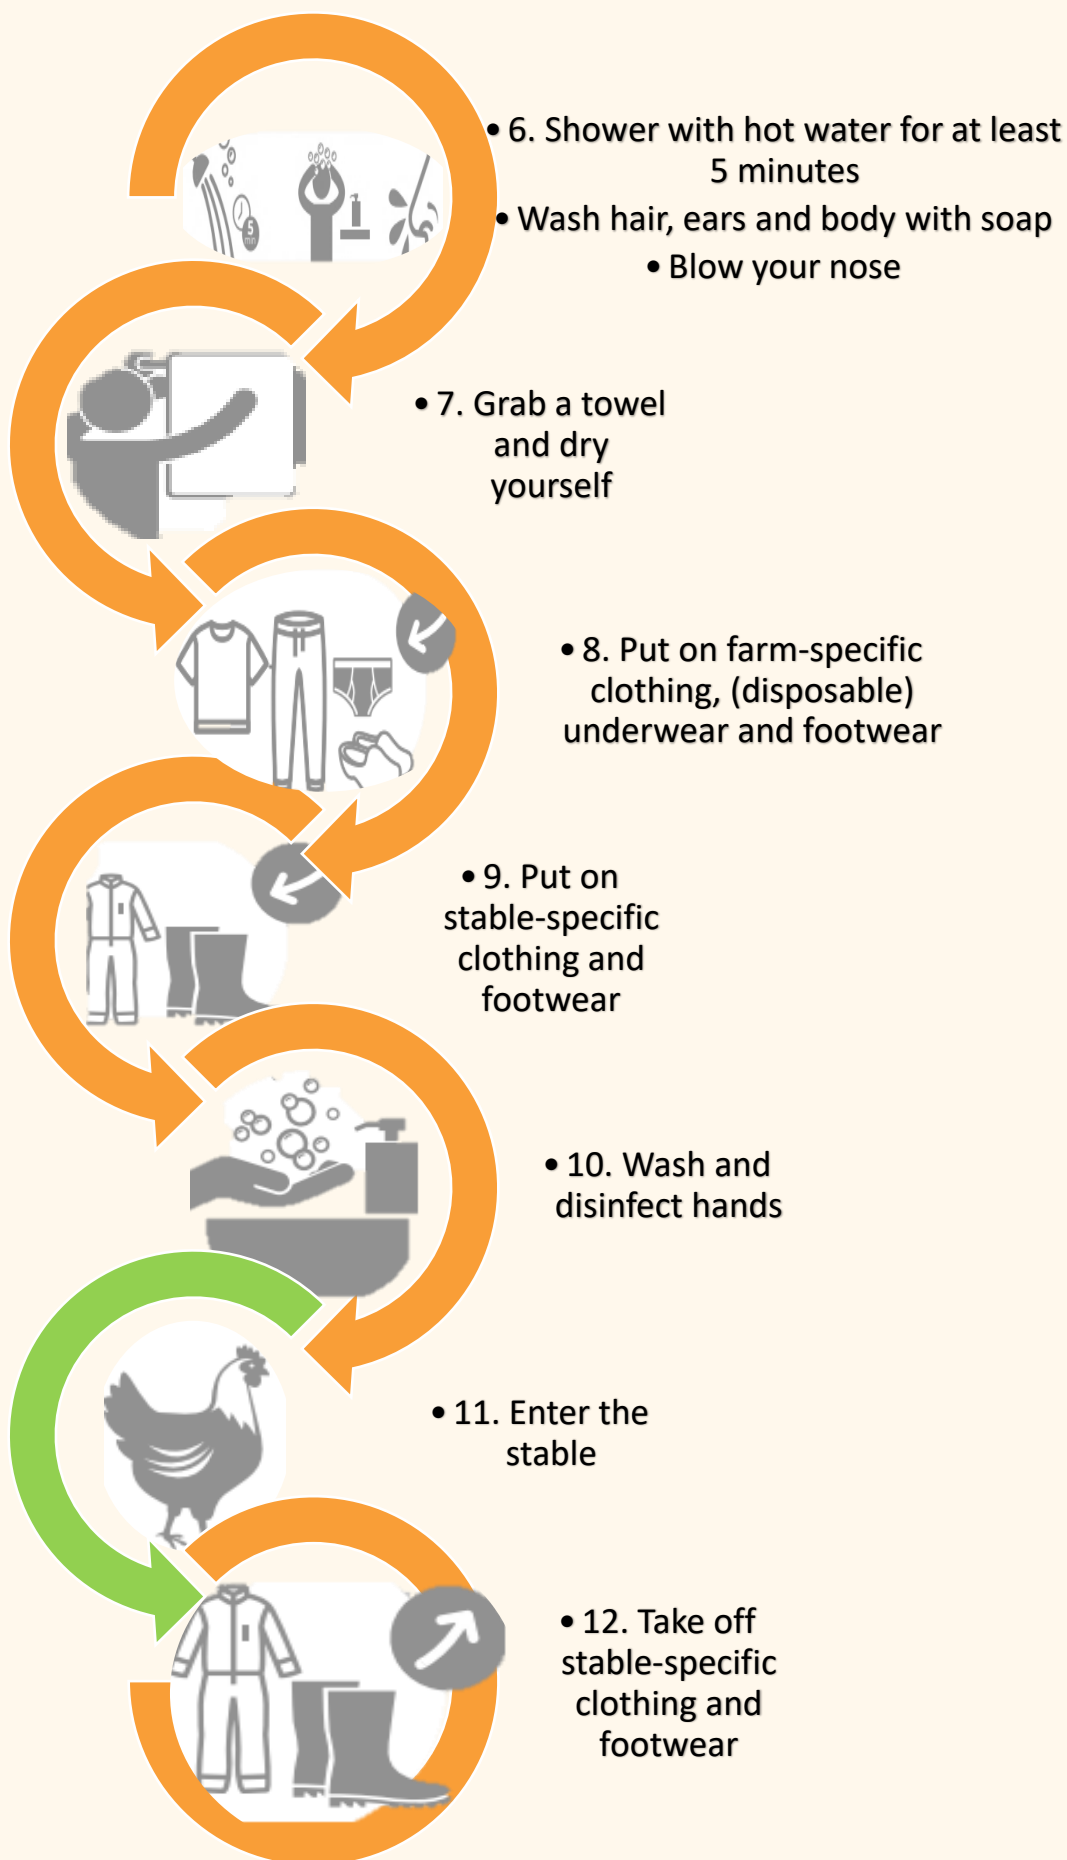 • 6. Shower with hot water for at least
5 minutes
• Wash hair, ears and body with soap
• Blow your nose
5
min
• 7. Grab a towel
and dry
yourself
• 8. Put on farm-specific
clothing, (disposable)
underwear and footwear
• 9. Put on
stable-specific
clothing and
footwear
• 10. Wash and
disinfect hands
• 11. Enter the
stable
• 12. Take off
stable-specific
clothing and
footwear